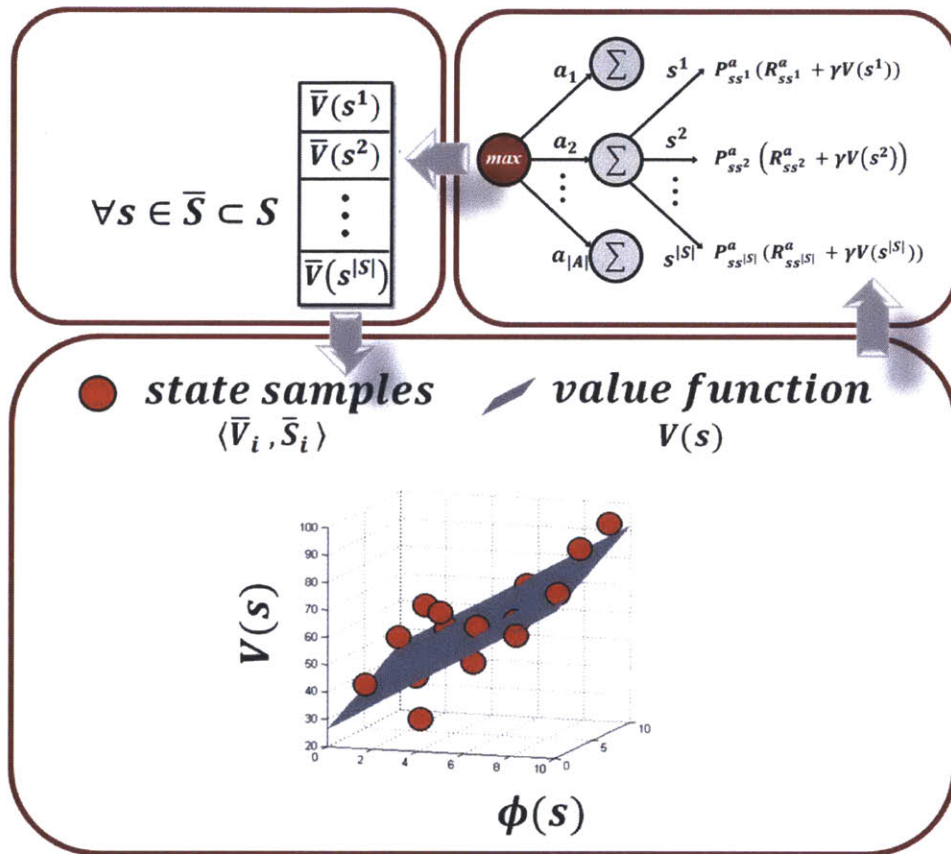 ∀s ∈ S̅ ⊂ S
V̅(s¹)
V̅(s²)
⋮
V̅(s^|S|)
max
a₁
a₂
⋮
a_|A|
∑
∑
∑
s¹
s²
⋮
s^|S|
P^a_ss¹(R^a_ss¹ + γV(s¹))
P^a_ss² (R^a_ss² + γV(s²))
P^a_ss^|S|(R^a_ss^|S| + γV(s^|S|))
state samples
⟨V̅ᵢ, S̅ᵢ⟩
value function
V(s)
V(s)
100
90
80
70
60
50
40
30
20
0
2
4
6
8
10
0
5
10
ϕ(s)